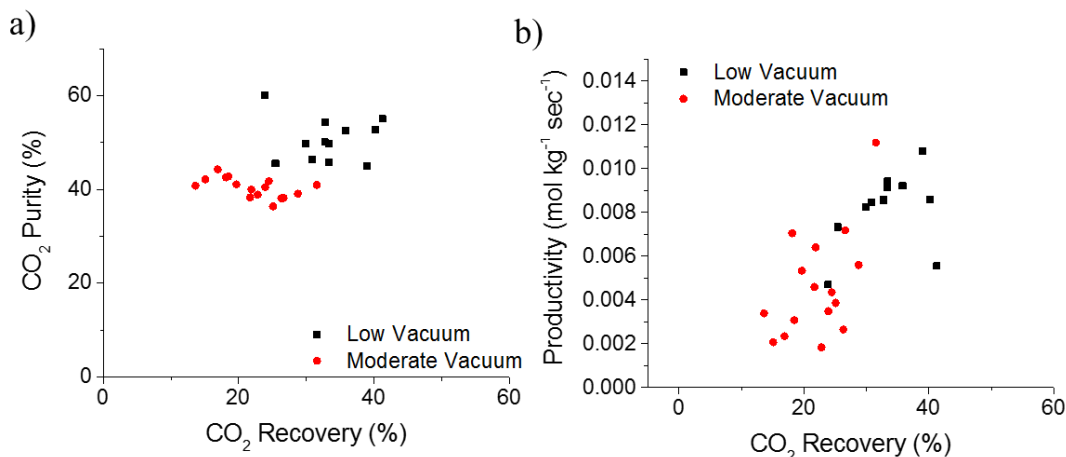 a)
CO₂ Purity (%)
60
40
20
0
Low Vacuum
Moderate Vacuum
0 20 40 60
CO₂ Recovery (%)
b)
Productivity (mol kg⁻¹ sec⁻¹)
Low Vacuum
Moderate Vacuum
0.014
0.012
0.010
0.008
0.006
0.004
0.002
0.000
0 20 40 60
CO₂ Recovery (%)